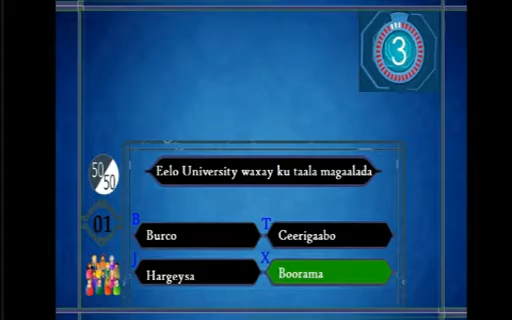 3
Eelo University waxay ku taala magaalada
50
50
01
B
Burco
T
Ceerigaabo
J
Hargeysa
X
Boorama